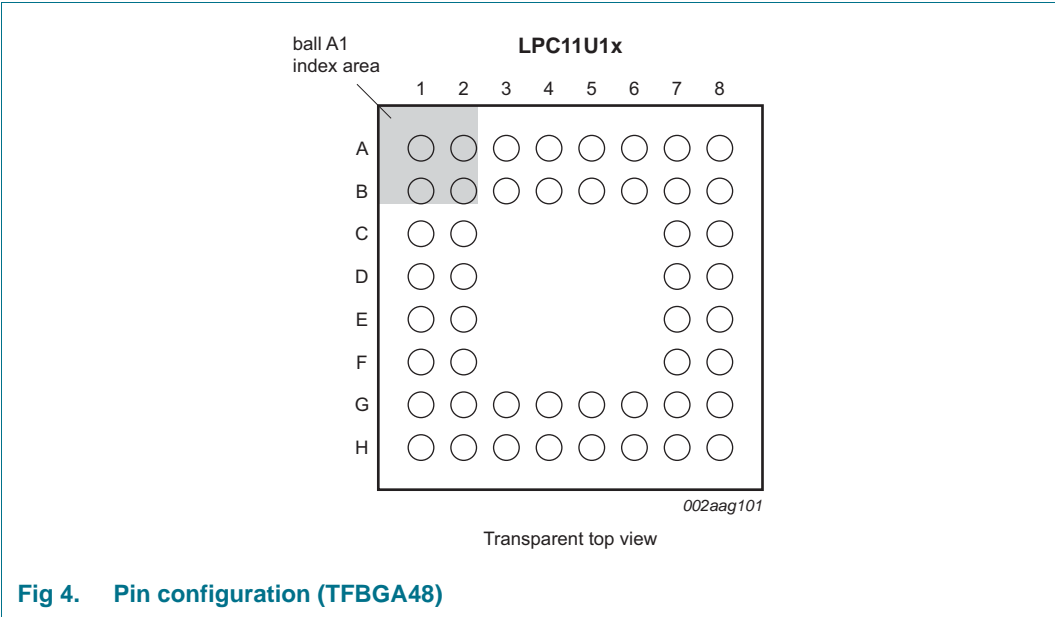 LPC11U1x
ball A1
index area
1 2 3 4 5 6 7 8
A
B
C
D
E
F
G
H
002aag101
Transparent top view
Fig 4. Pin configuration (TFBGA48)